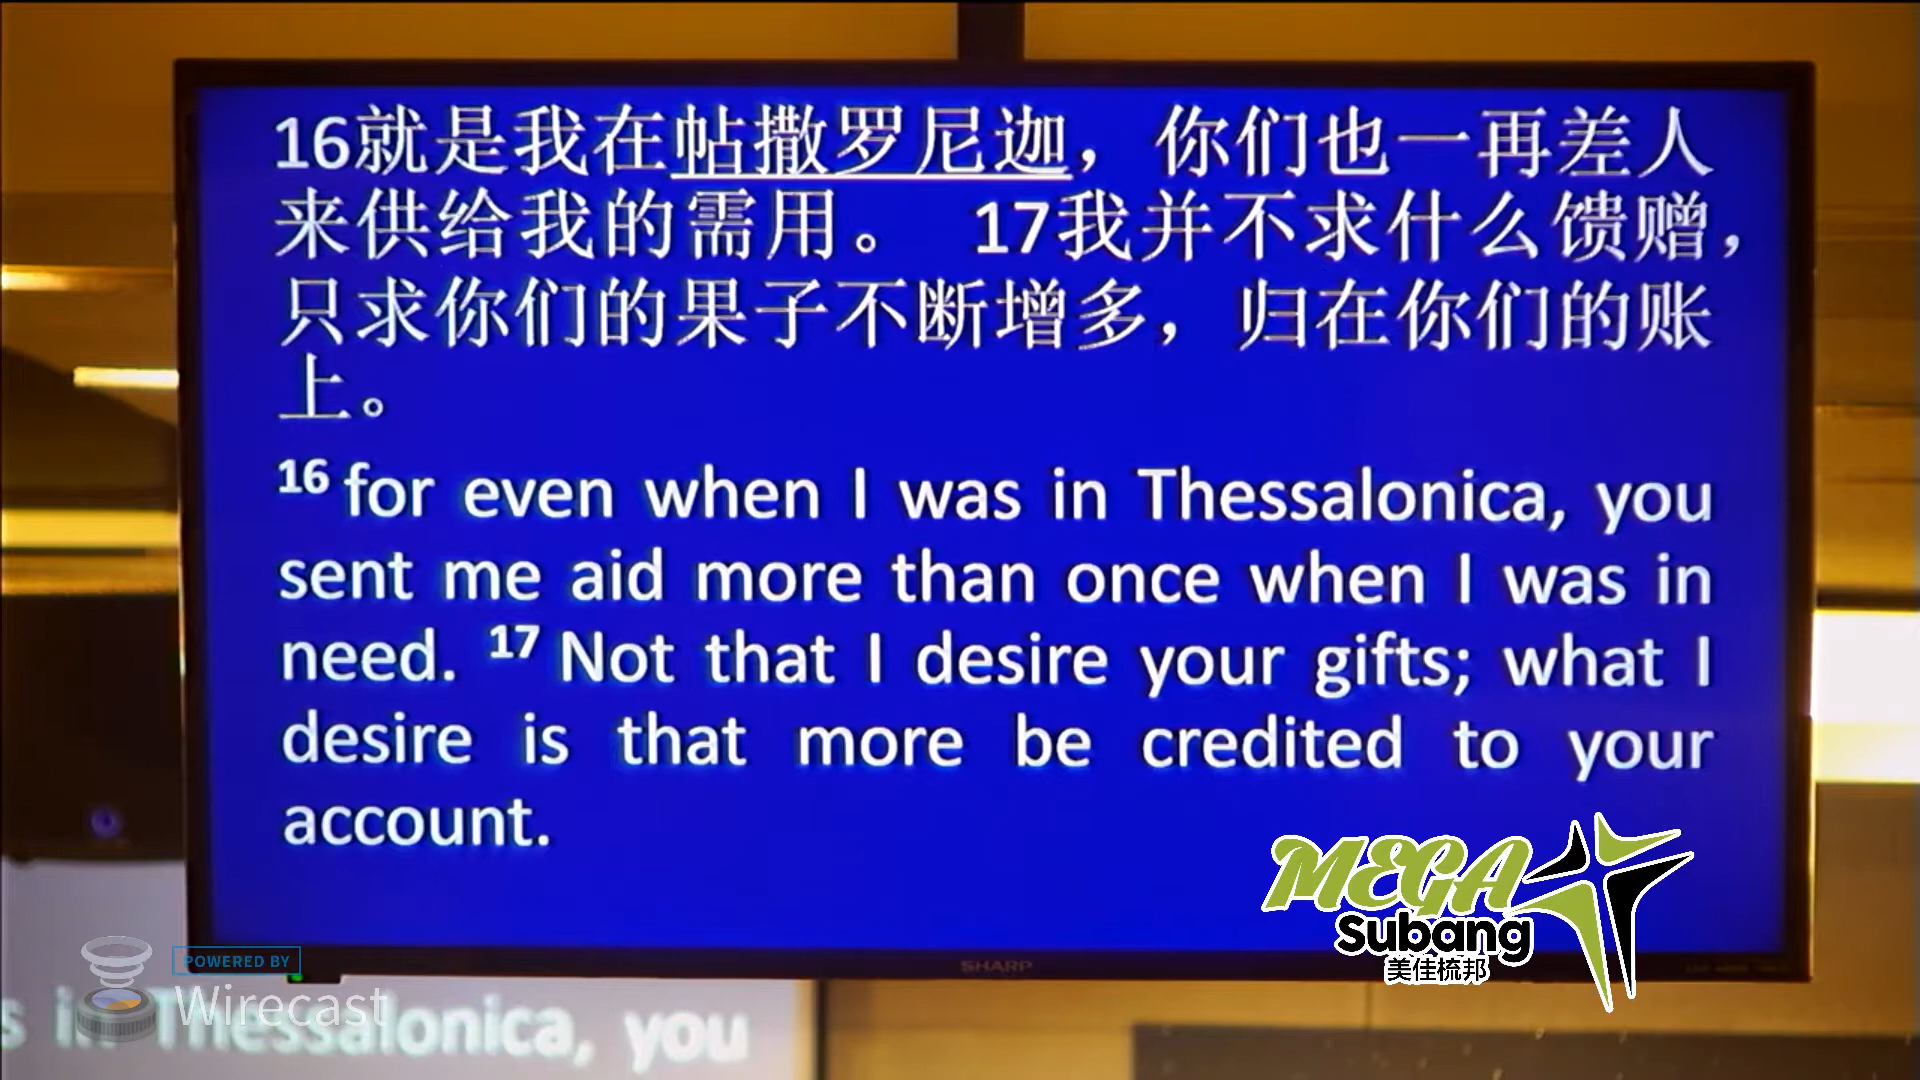 16就是我在帖撒罗尼迦，你们也一再差人
来供给我的需用。 17我并不求什么馈赠，
只求你们的果子不断增多，归在你们的账
上。
16 for even when I was in Thessalonica, you
sent me aid more than once when I was in
need. 17 Not that I desire your gifts; what I
desire is that more be credited to your
account.
MEGA
Subang
美佳梳邦
SHARP
POWERED BY
Wirecast
s in Thessalonica, you